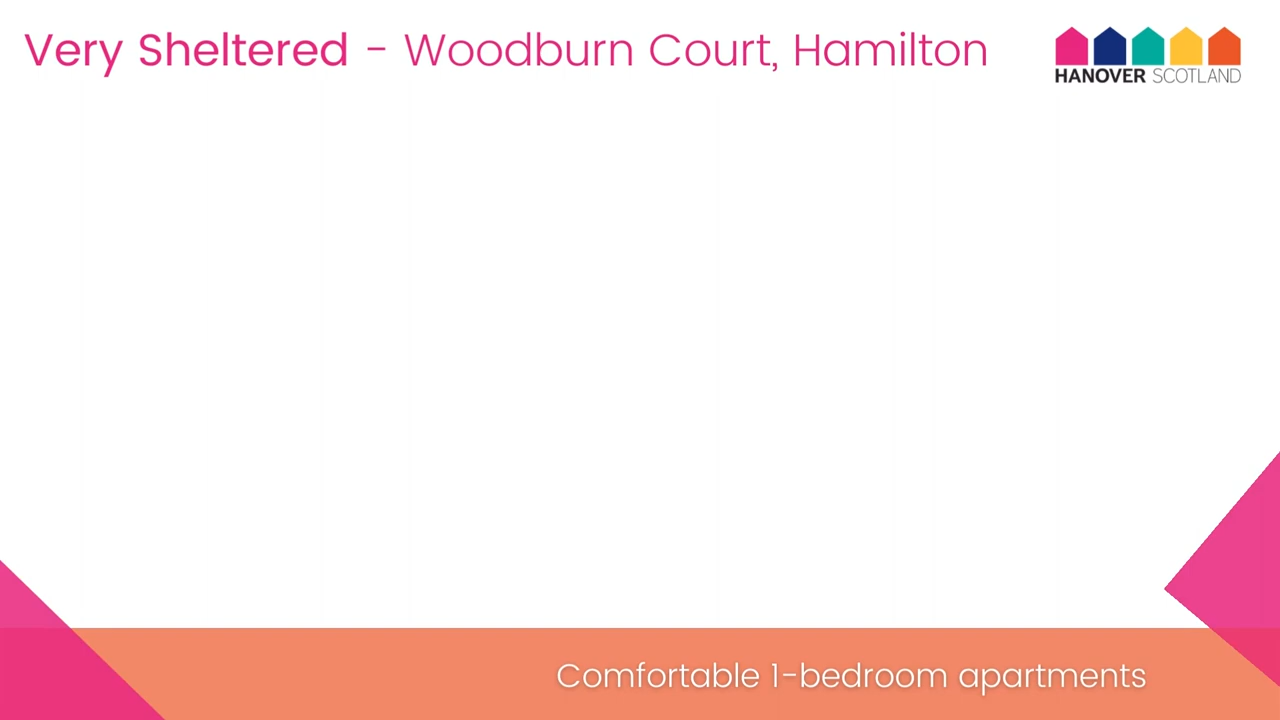 Very Sheltered - Woodburn Court, Hamilton
HANOVER SCOTLAND
Comfortable 1-bedroom apartments